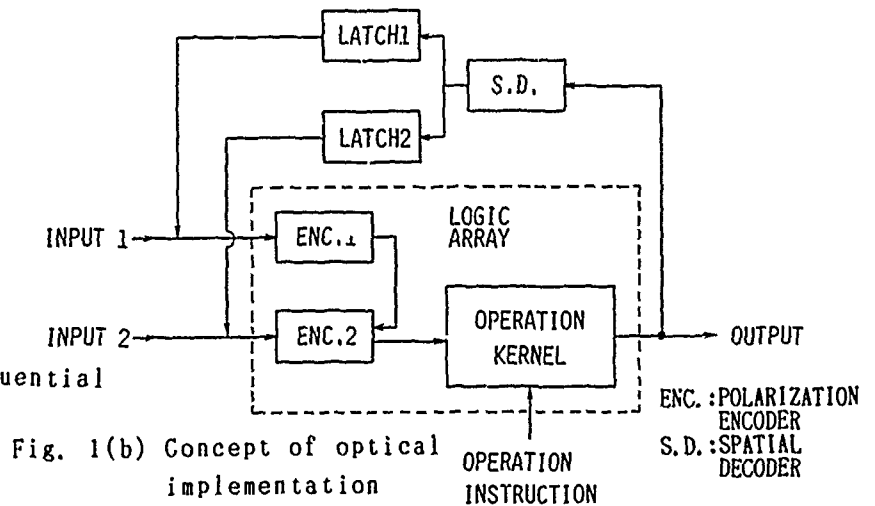 LATCH1
S.D.
LATCH2
LOGIC
ARRAY
INPUT 1
ENC.1
INPUT 2
ENC.2
OPERATION
KERNEL
OUTPUT
uential
ENC.:POLARIZATION
ENCODER
S.D.:SPATIAL
DECODER
Fig. 1(b) Concept of optical
implementation
OPERATION
INSTRUCTION